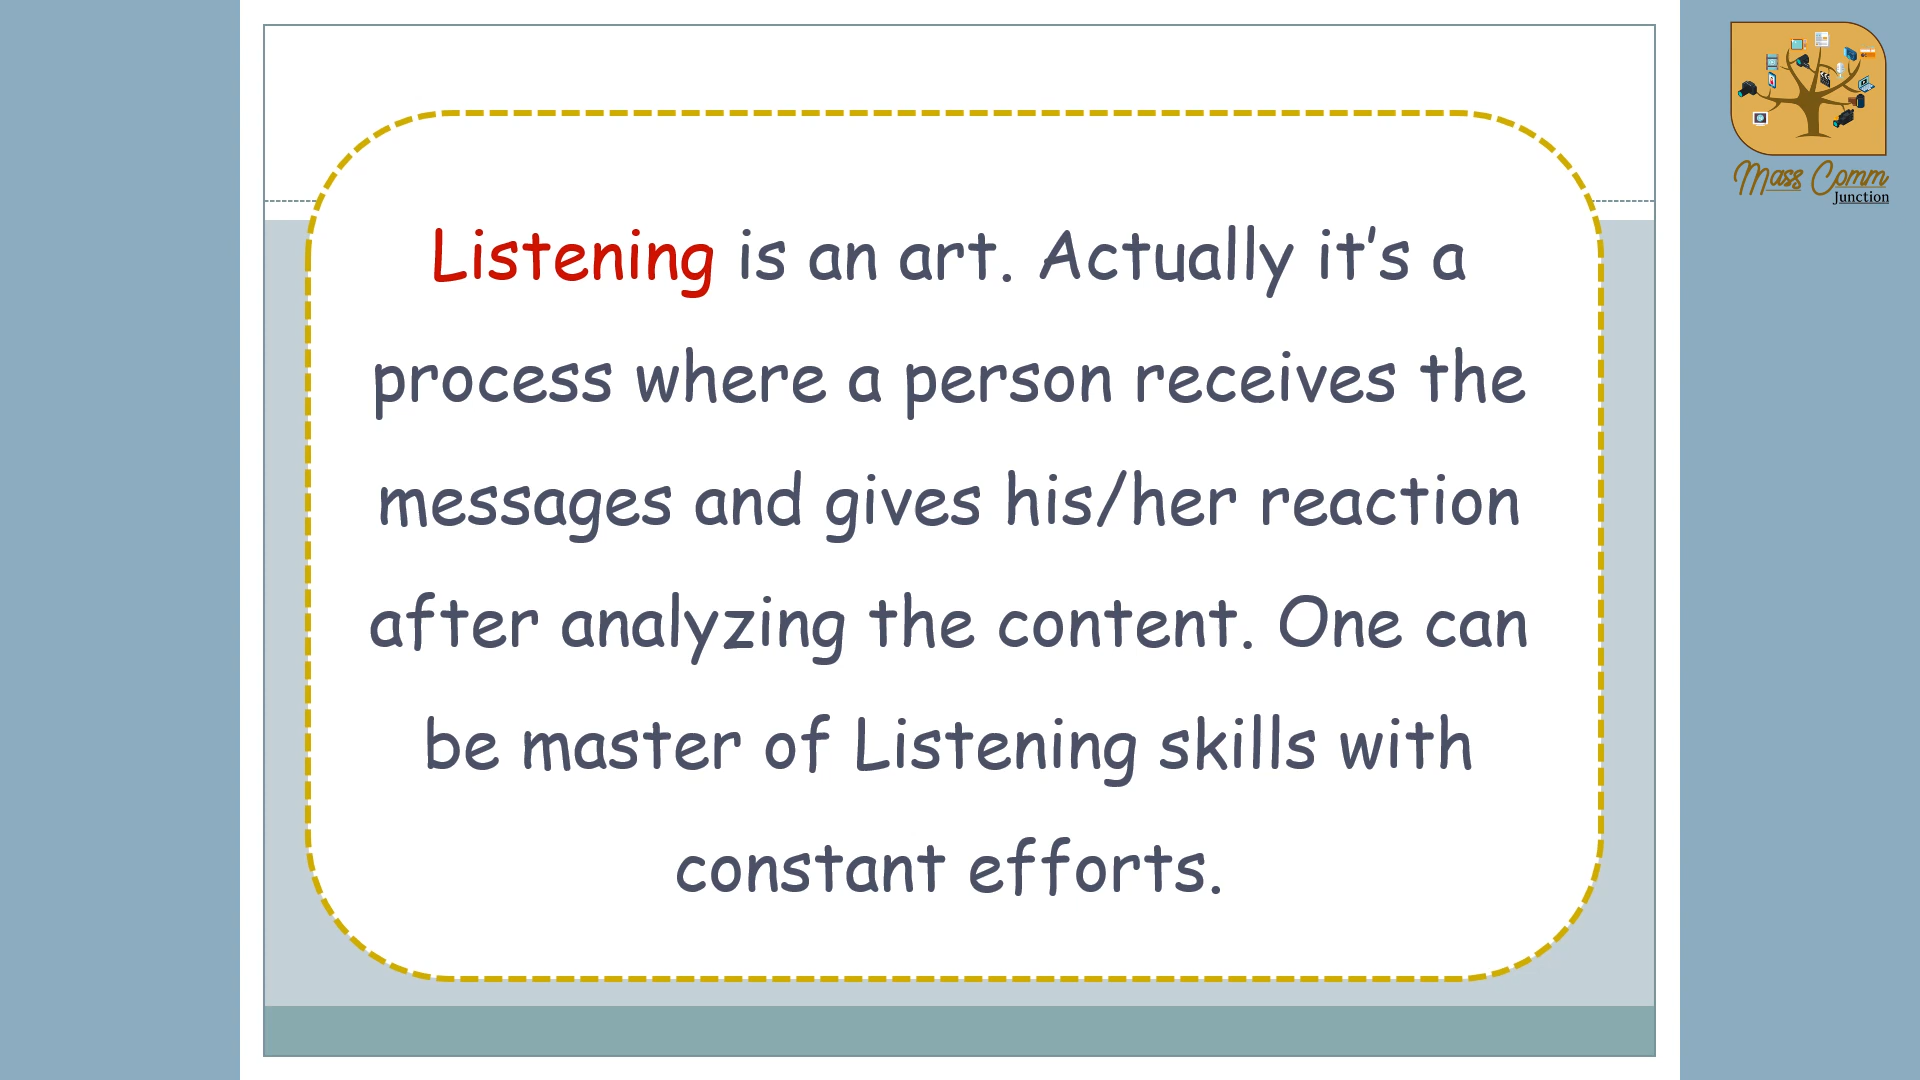 Mass Comm
Junction
Listening is an art. Actually it’s a
process where a person receives the
messages and gives his/her reaction
after analyzing the content. One can
be master of Listening skills with
constant efforts.